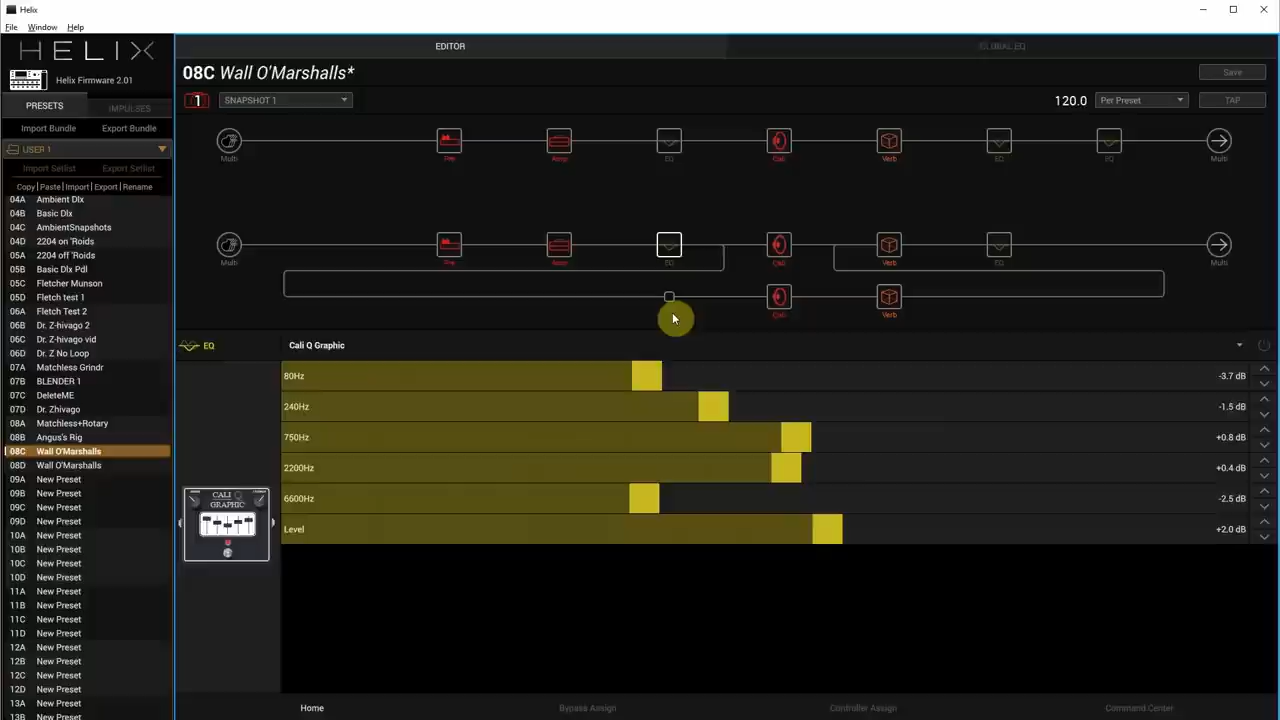 Helix
File Window Help
HELIX
Helix Firmware 2.01
PRESETS IMPULSES
Import Bundle Export Bundle
USER 1
Import Setlist Export Setlist
Copy | Paste | Import | Export | Rename
04A Ambient Dlx
04B Basic Dlx
04C AmbientSnapshots
04D 2204 on 'Roids
05A 2204 off 'Roids
05B Basic Dlx Pdl
05C Fletcher Munson
05D Fletch test 1
06A Fletch Test 2
06B Dr. Z-hivago 2
06C Dr. Z-hivago vid
06D Dr. Z No Loop
07A Matchless Grindr
07B BLENDER 1
07C DeleteME
07D Dr. Zhivago
08A Matchless+Rotary
08B Angus's Rig
08C Wall O'Marshalls
08D Wall O'Marshalls
09A New Preset
09B New Preset
09C New Preset
09D New Preset
10A New Preset
10B New Preset
10C New Preset
10D New Preset
11A New Preset
11B New Preset
11C New Preset
11D New Preset
12A New Preset
12B New Preset
12C New Preset
12D New Preset
13A New Preset
13B New Preset
EDITOR GLOBAL EQ
08C Wall O'Marshalls* Save
1 SNAPSHOT 1 120.0 Per Preset TAP
Multi Pre Amp EQ Cab Verb EQ EQ Multi
Multi Pre Amp EQ Cab Verb EQ Multi
Cab Verb
EQ Cali Q Graphic
80Hz -3.7 dB
240Hz -1.5 dB
750Hz +0.8 dB
2200Hz +0.4 dB
6600Hz -2.5 dB
Level +2.0 dB
CALI
GRAPHIC
Home Bypass Assign Controller Assign Command Center